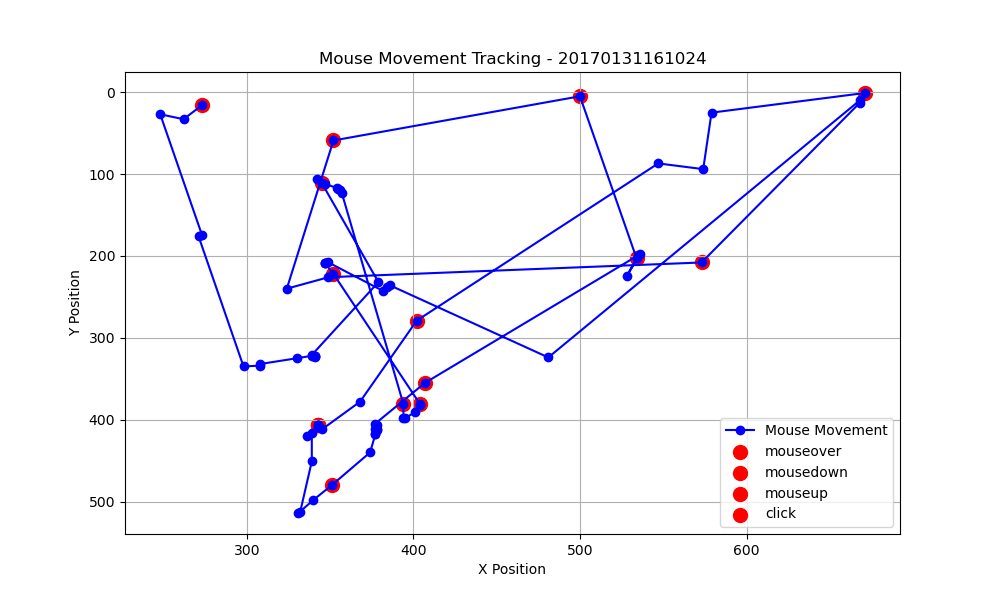 Mouse Movement Tracking - 20170131161024
0
100
200
300
400
500
Y Position
300
400
500
600
X Position
Mouse Movement
mouseover
mousedown
mouseup
click